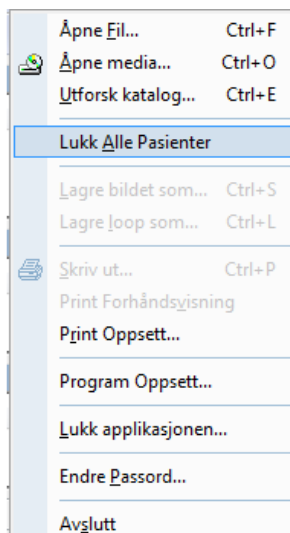 Åpne Fil... Ctrl+F
Åpne media... Ctrl+O
Utforsk katalog... Ctrl+E
Lukk Alle Pasienter
Lagre bildet som... Ctrl+S
Lagre loop som... Ctrl+L
Skriv ut... Ctrl+P
Print Forhåndsvisning
Print Oppsett...
Program Oppsett...
Lukk applikasjonen...
Endre Passord...
Avslutt